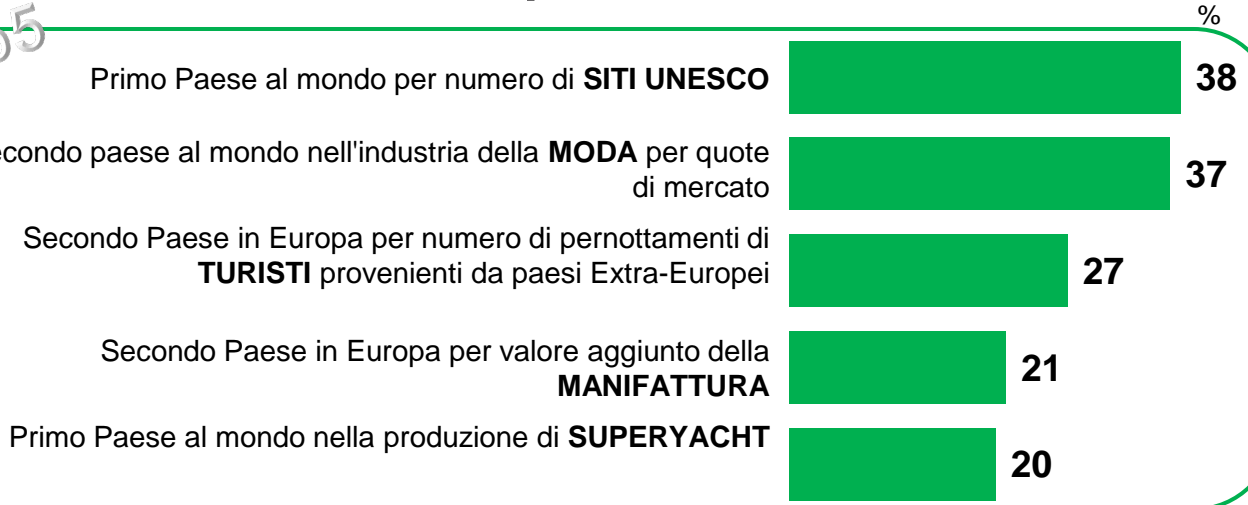 %
Primo Paese al mondo per numero di SITI UNESCO
38
paese al mondo nell'industria della MODA per quote
di mercato
37
Secondo Paese in Europa per numero di pernottamenti di
TURISTI provenienti da paesi Extra-Europei
27
Secondo Paese in Europa per valore aggiunto della
MANIFATTURA
21
Primo Paese al mondo nella produzione di SUPERYACHT
20